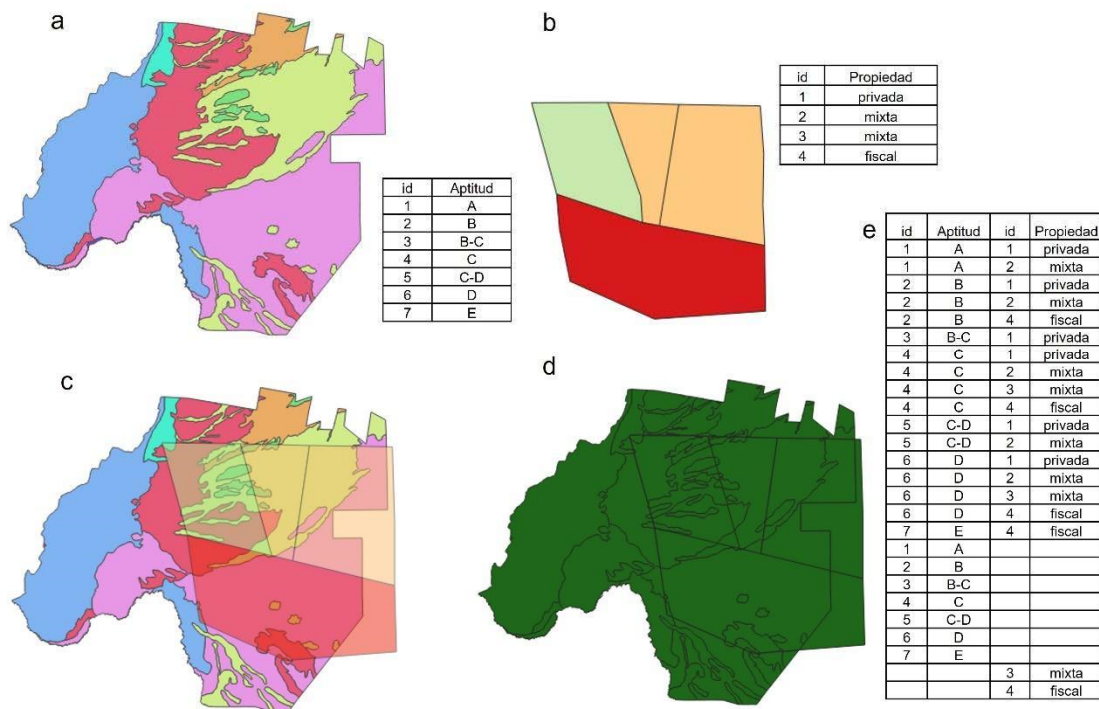 a
b
id Propiedad
1 privada
2 mixta
3 mixta
4 fiscal
id Aptitud
1 A
2 B
3 B-C
4 C
5 C-D
6 D
7 E
c
d
e
id Aptitud id Propiedad
1 A 1 privada
1 A 2 mixta
2 B 1 privada
2 B 2 mixta
2 B 4 fiscal
3 B-C 1 privada
4 C 1 privada
4 C 2 mixta
4 C 3 mixta
4 C 4 fiscal
5 C-D 1 privada
5 C-D 2 mixta
6 D 1 privada
6 D 2 mixta
6 D 3 mixta
6 D 4 fiscal
7 E 4 fiscal
1 A
2 B
3 B-C
4 C
5 C-D
6 D
7 E
3 mixta
4 fiscal